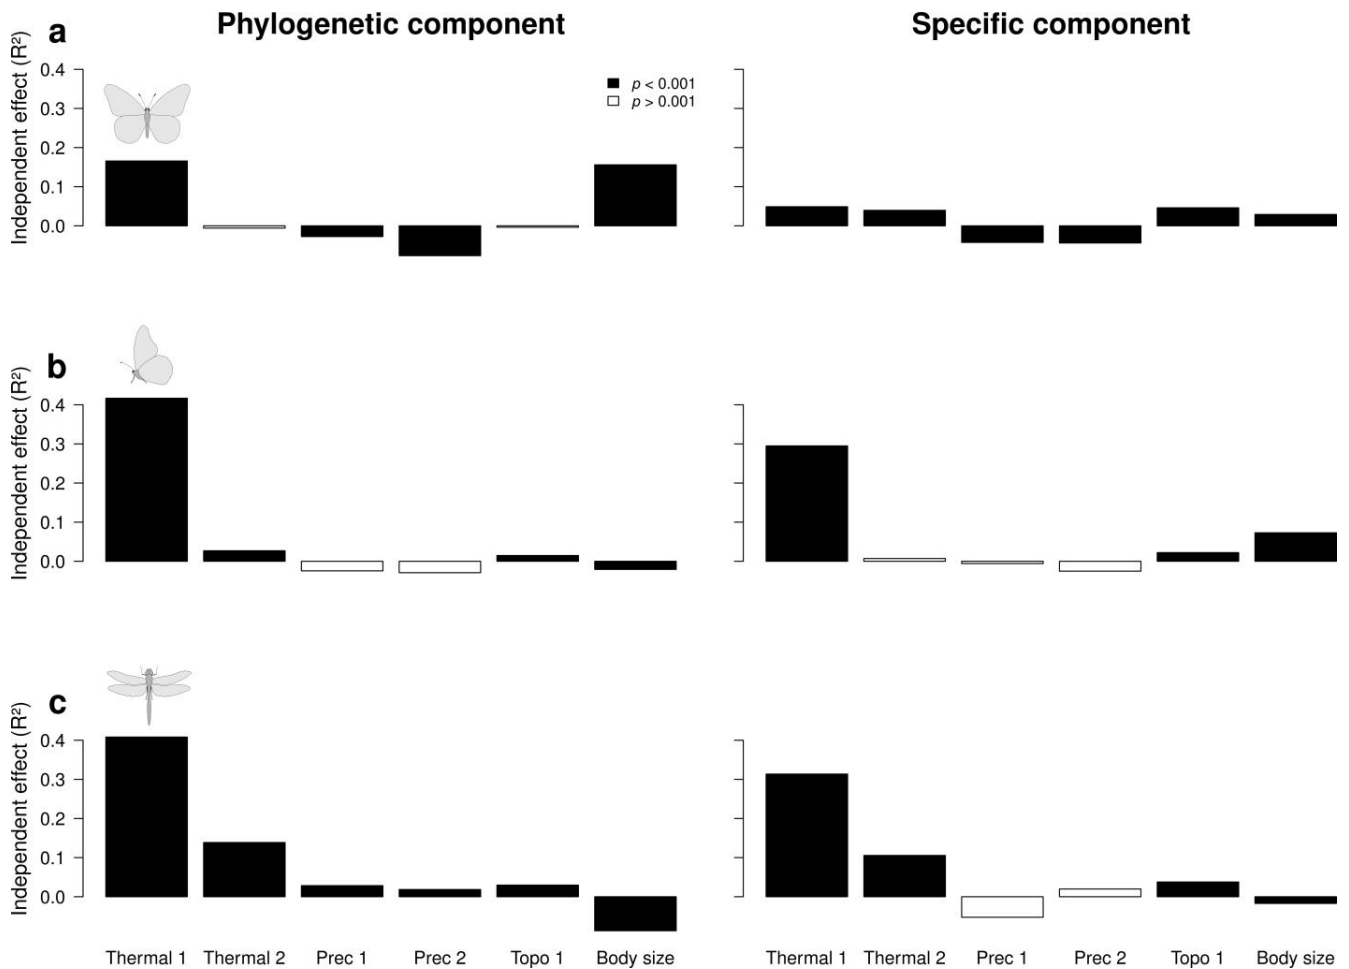 Phylogenetic component
Specific component
a
Independent effect (R²)
0.4
0.3
0.2
0.1
0.0
p < 0.001
p > 0.001
b
Independent effect (R²)
0.4
0.3
0.2
0.1
0.0
c
Independent effect (R²)
0.4
0.3
0.2
0.1
0.0
Thermal 1 Thermal 2 Prec 1 Prec 2 Topo 1 Body size
Thermal 1 Thermal 2 Prec 1 Prec 2 Topo 1 Body size